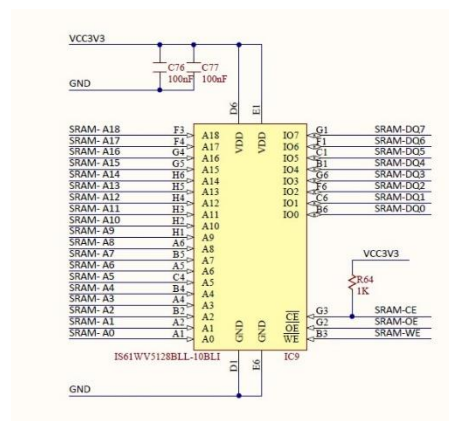 VCC3V3
C76 C77
100nF 100nF
GND
D6 E1
VDD VDD
SRAM- A18 F3 A18 IO7 G1 SRAM-DQ7
SRAM- A17 F4 A17 IO6 F1 SRAM-DQ6
SRAM- A16 G4 A16 IO5 C1 SRAM-DQ5
SRAM- A15 G5 A15 IO4 B1 SRAM-DQ4
SRAM- A14 H6 A14 IO3 G6 SRAM-DQ3
SRAM- A13 H5 A13 IO2 F6 SRAM-DQ2
SRAM- A12 H4 A12 IO1 C6 SRAM-DQ1
SRAM- A11 H3 A11 IO0 B6 SRAM-DQ0
SRAM- A10 H2 A10
SRAM- A9 H1 A9
SRAM- A8 A6 A8
SRAM- A7 B5 A7
VCC3V3
SRAM- A6 A5 A6
SRAM- A5 C4 A5
R64
SRAM- A4 B4 A4
1K
SRAM- A3 A4 A3
SRAM- A2 B2 A2 CE G3 SRAM-CE
SRAM- A1 A2 A1 OE G2 SRAM-OE
SRAM- A0 A1 A0 WE B3 SRAM-WE
GND GND
IS61WV5128BLL-10BLI IC9
D1 E6
GND